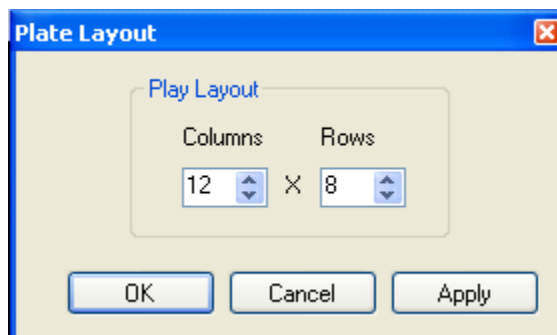 Plate Layout
Play Layout
Columns Rows
12 X 8
OK Cancel Apply